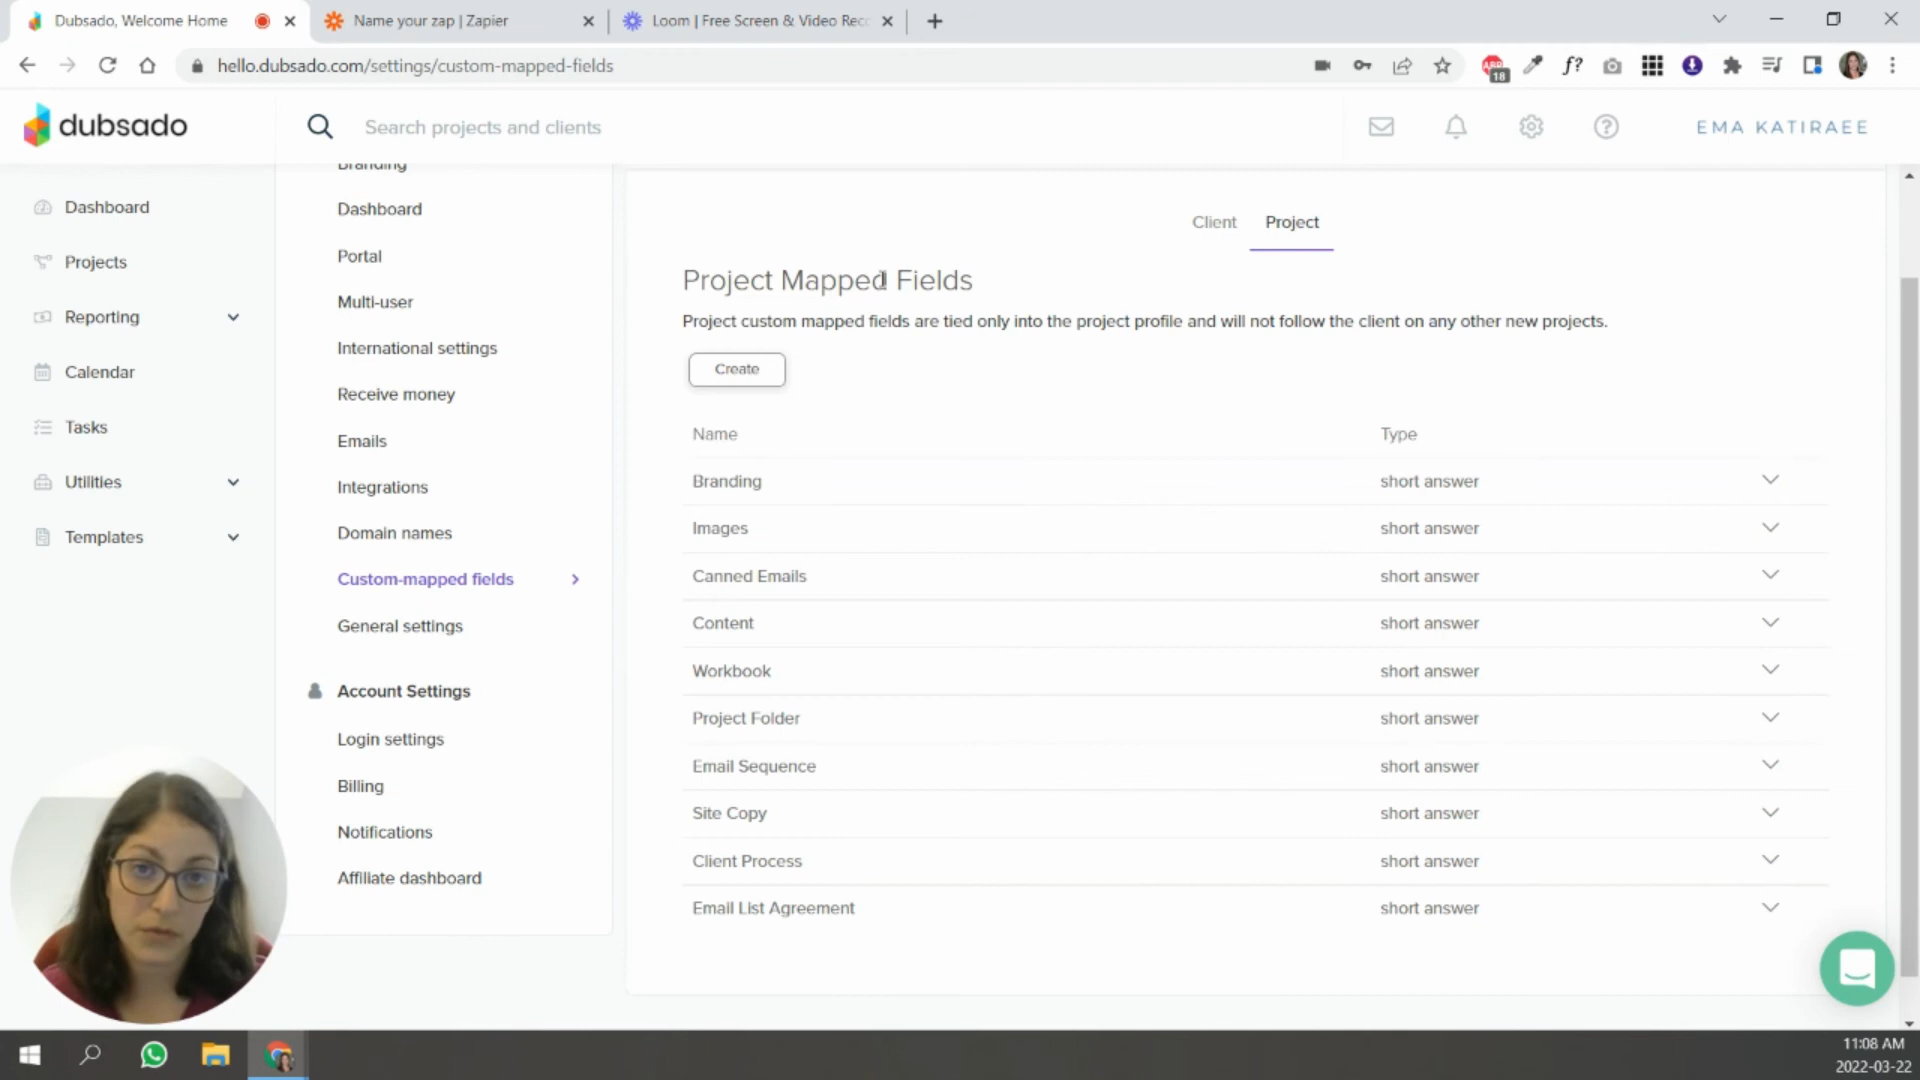 Dubsado, Welcome Home
Name your zap | Zapier
Loom | Free Screen & Video Rec
hello.dubsado.com/settings/custom-mapped-fields
ABP
18
f?
dubsado
Search projects and clients
EMA KATIRAEE
Dashboard
Projects
Reporting
Calendar
Tasks
Utilities
Templates
Branding
Dashboard
Portal
Multi-user
International settings
Receive money
Emails
Integrations
Domain names
Custom-mapped fields
General settings
Account Settings
Login settings
Billing
Notifications
Affiliate dashboard
Client Project
Project Mapped Fields
Project custom mapped fields are tied only into the project profile and will not follow the client on any other new projects.
Create
Name Type
Branding short answer
Images short answer
Canned Emails short answer
Content short answer
Workbook short answer
Project Folder short answer
Email Sequence short answer
Site Copy short answer
Client Process short answer
Email List Agreement short answer
11:08 AM
2022-03-22